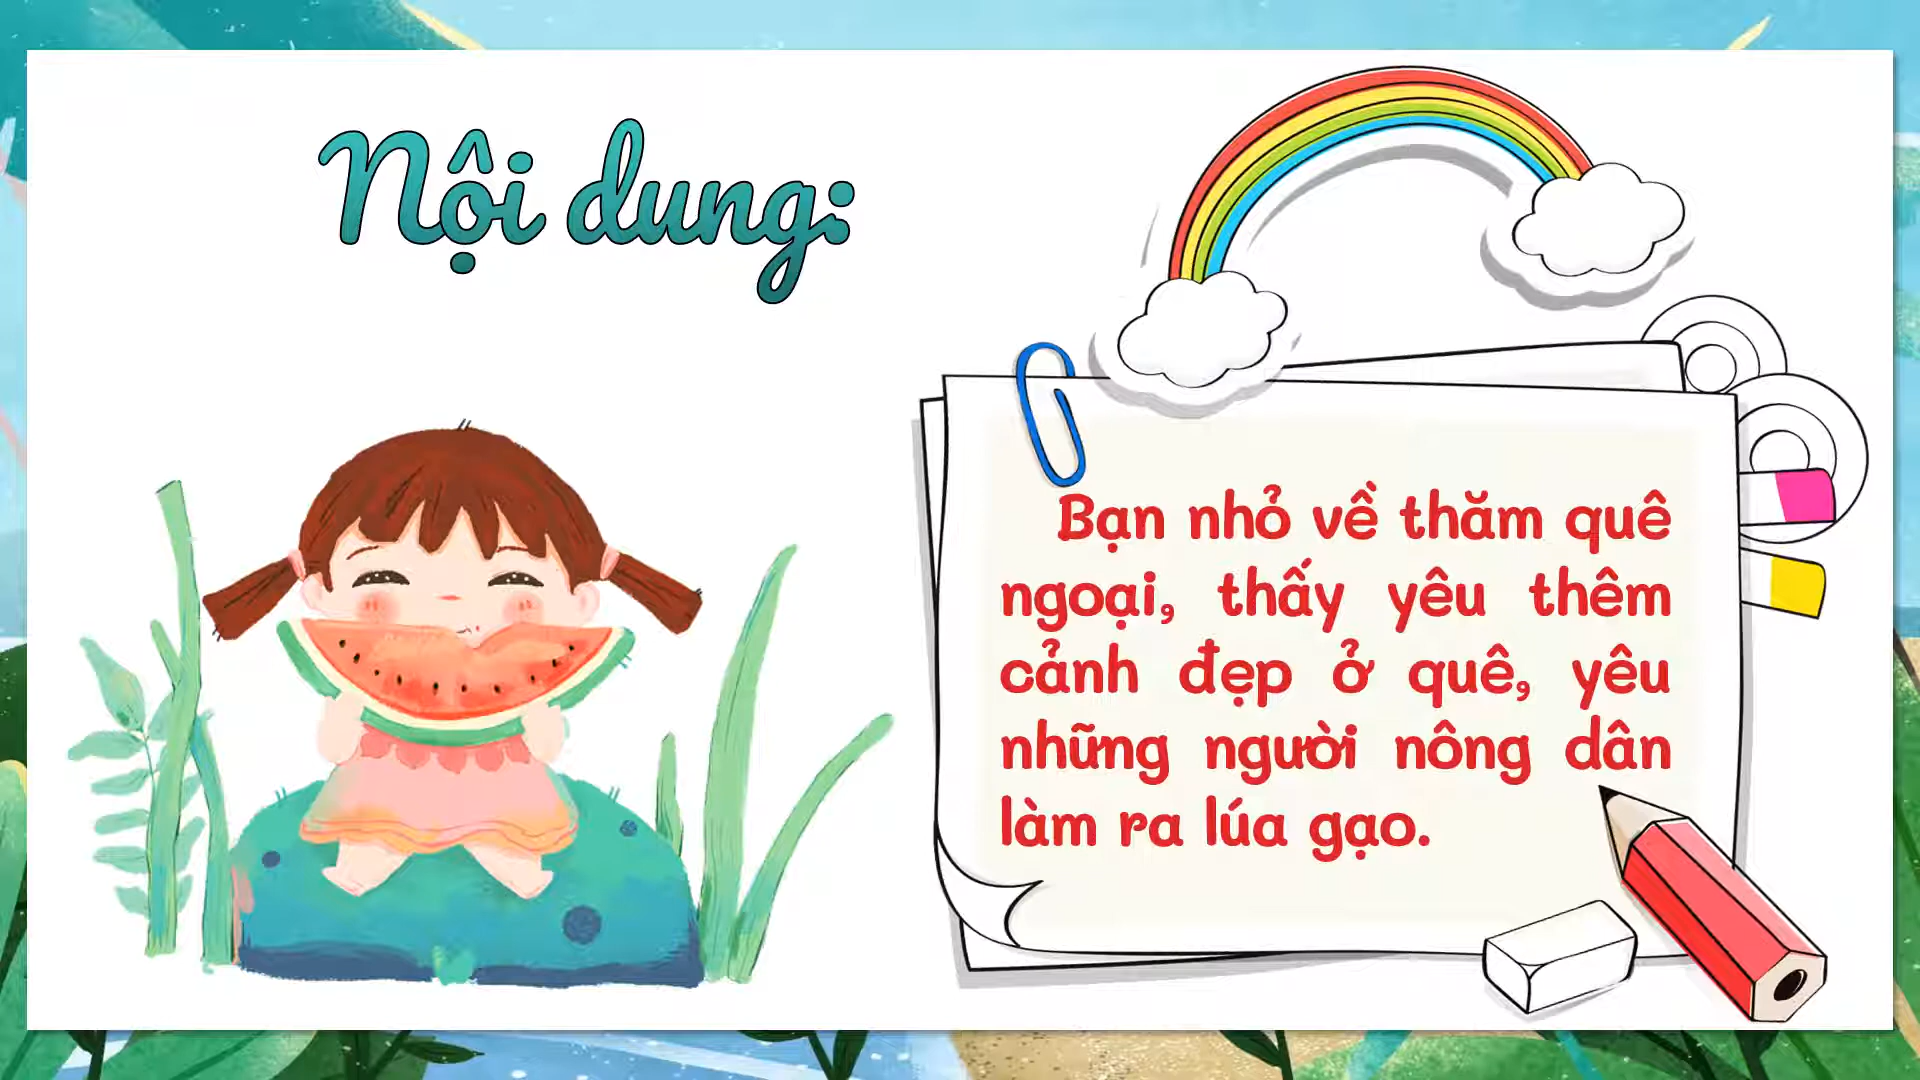 Nội dung:
Bạn nhỏ về thăm quê
ngoại, thấy yêu thêm
cảnh đẹp ở quê, yêu
những người nông dân
làm ra lúa gạo.